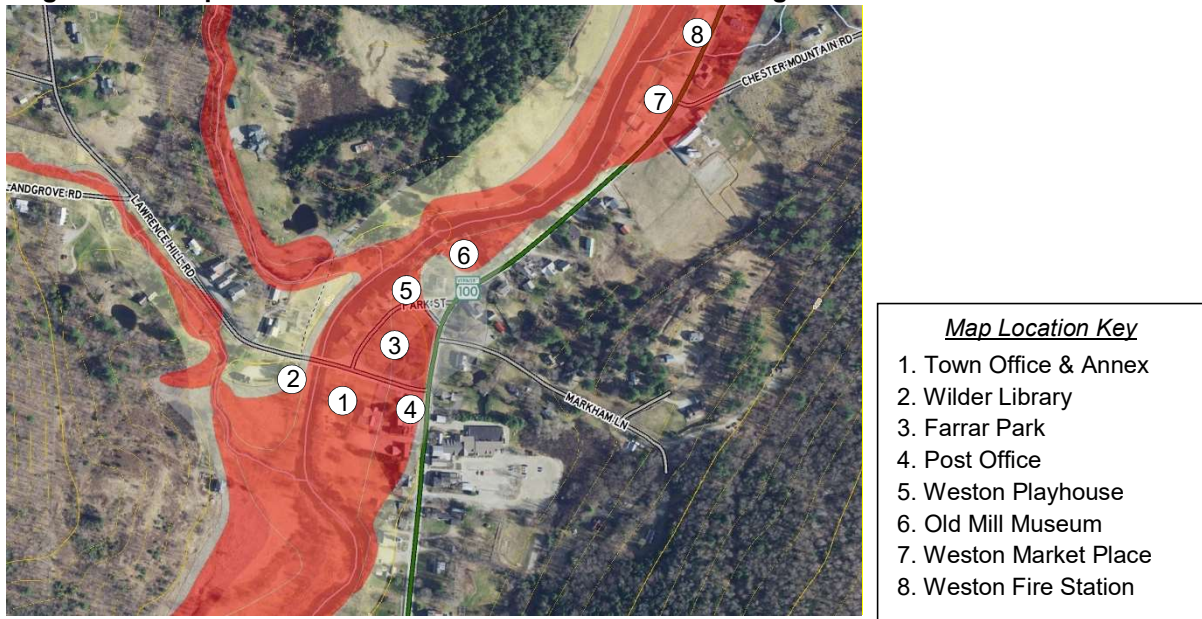 8
CHESTER MOUNTAIN RD
7
LANDGROVE RD
LAWRENCE HILL RD
6
100
5
PARK ST
3
2
1
4
MARKHAM LN
Map Location Key
1. Town Office & Annex
2. Wilder Library
3. Farrar Park
4. Post Office
5. Weston Playhouse
6. Old Mill Museum
7. Weston Market Place
8. Weston Fire Station